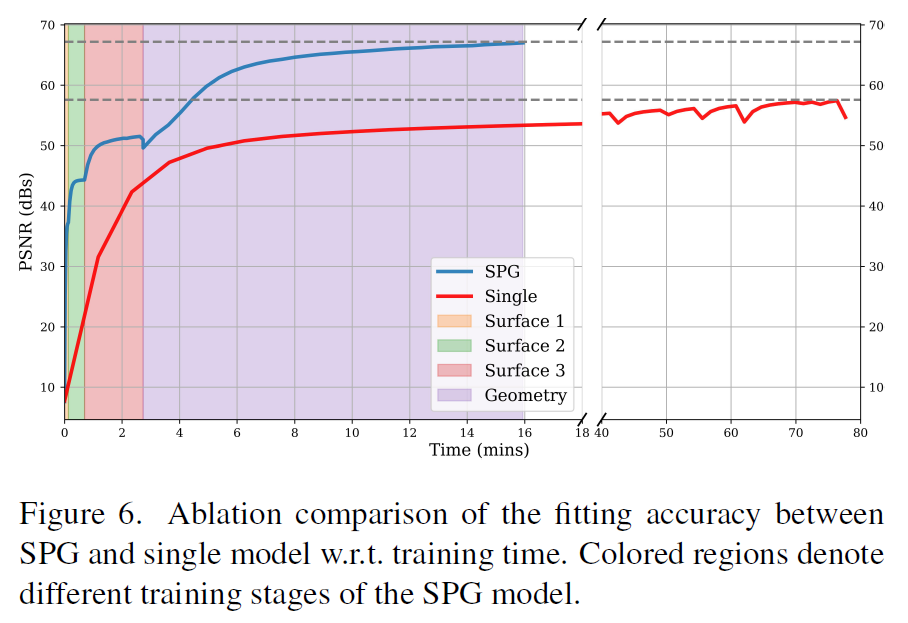 70
60
50
40
30
20
10
PSNR (dBs)
70
60
50
40
30
20
10
SPG
Single
Surface 1
Surface 2
Surface 3
Geometry
0 2 4 6 8 10 12 14 16 18 40 50 60 70 80
Time (mins)
Figure 6. Ablation comparison of the fitting accuracy between
SPG and single model w.r.t. training time. Colored regions denote
different training stages of the SPG model.